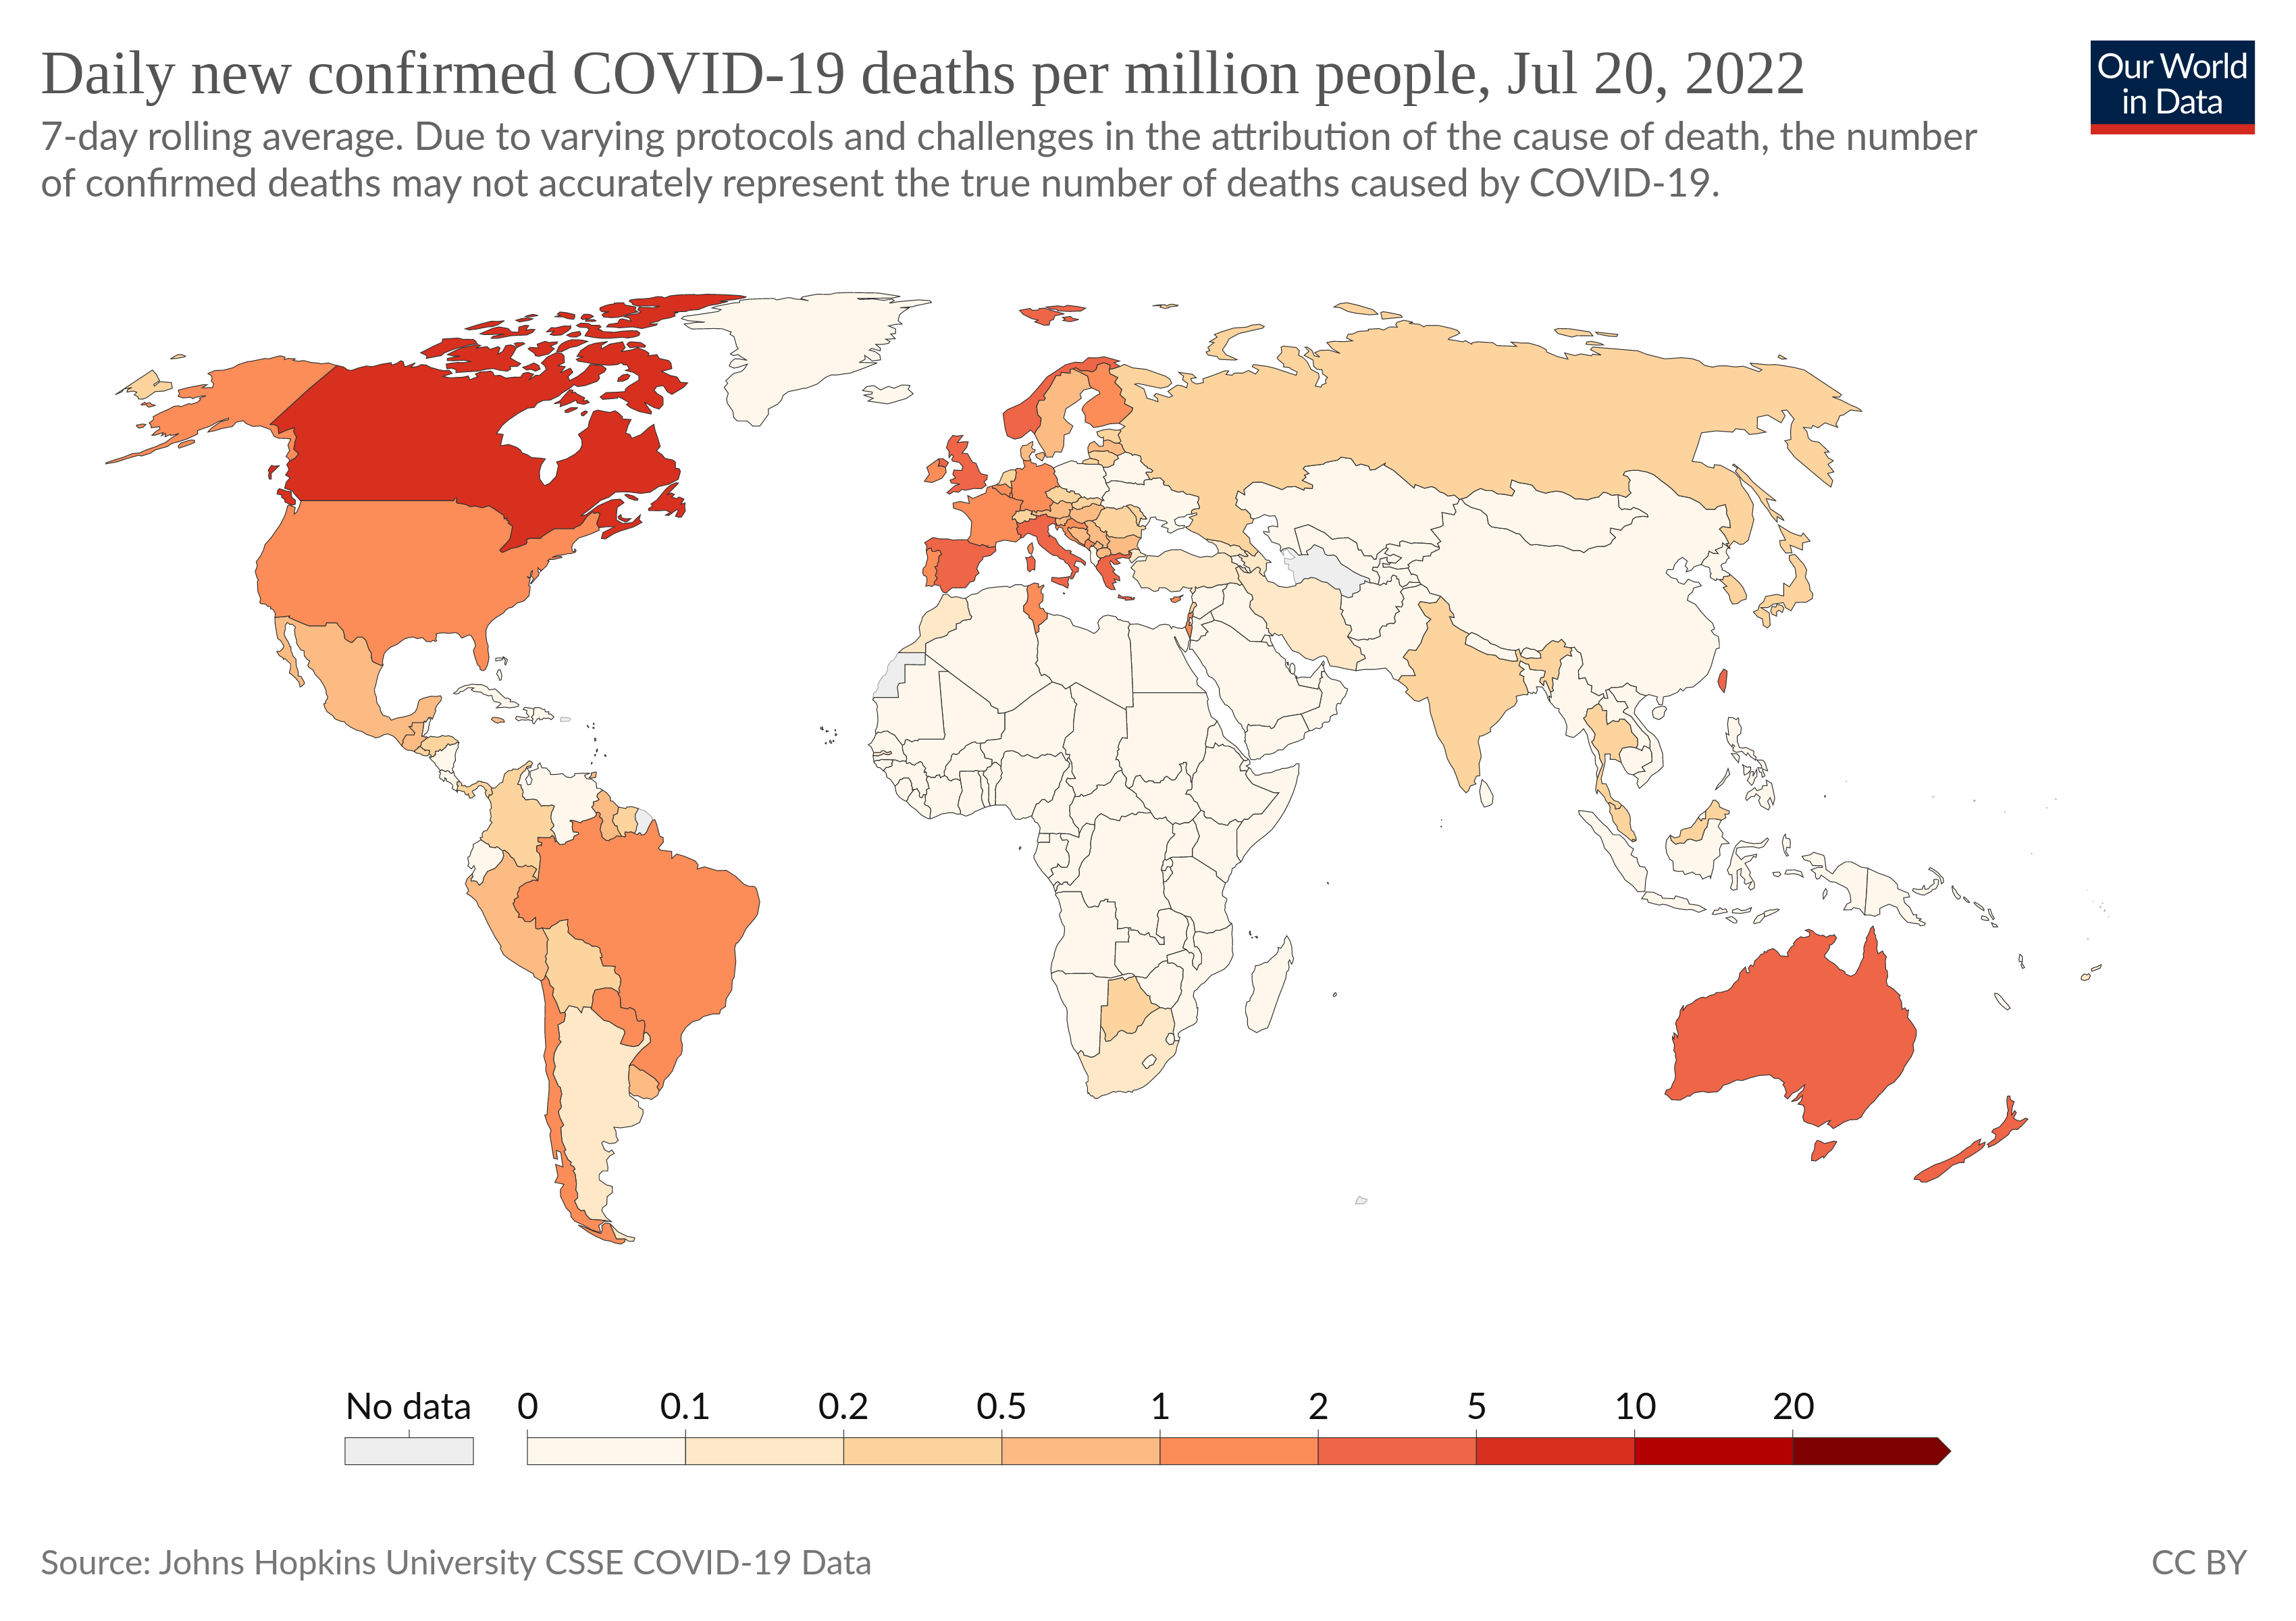 Daily new confirmed COVID-19 deaths per million people, Jul 20, 2022
Our World
in Data
7-day rolling average. Due to varying protocols and challenges in the attribution of the cause of death, the number
of confirmed deaths may not accurately represent the true number of deaths caused by COVID-19.
No data 0 0.1 0.2 0.5 1 2 5 10 20
Source: Johns Hopkins University CSSE COVID-19 Data
CC BY